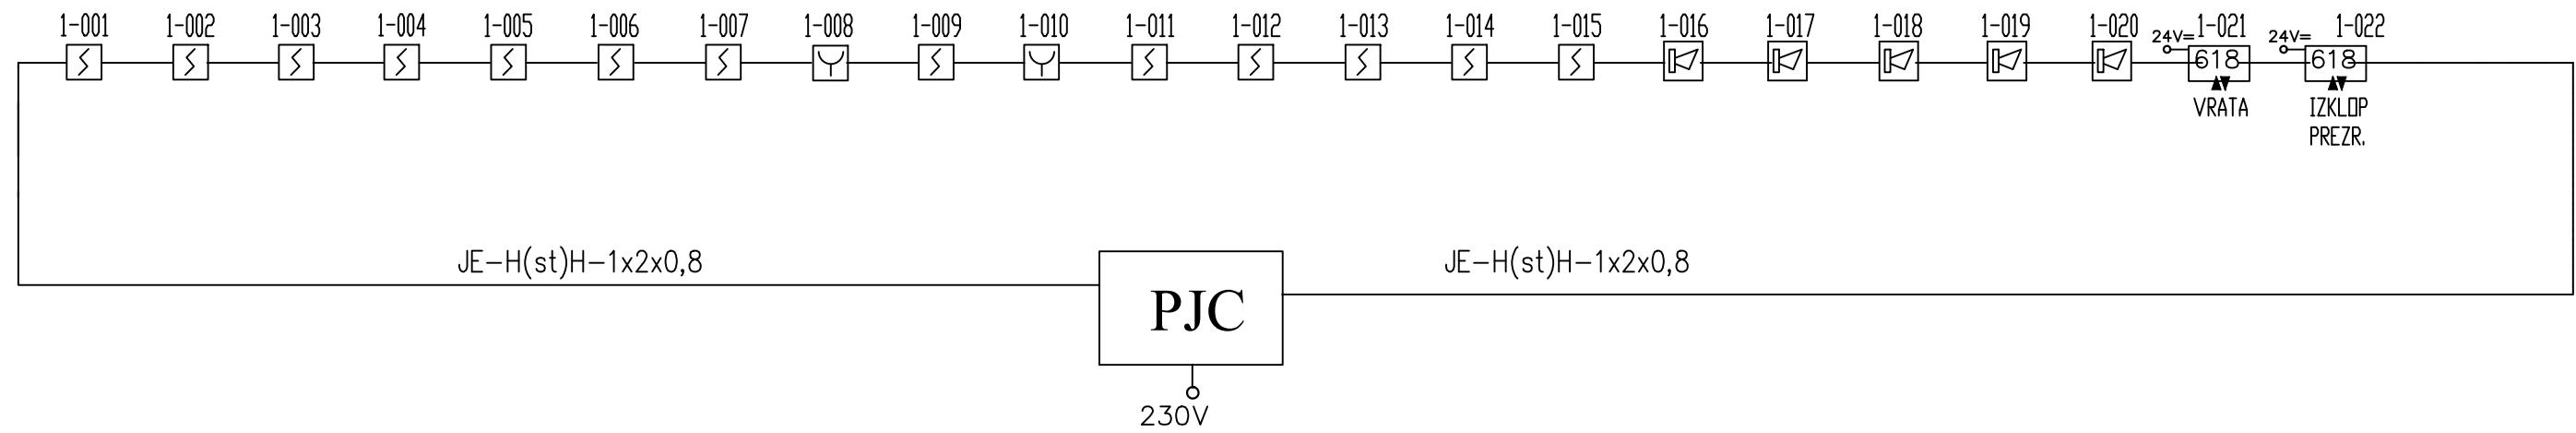 1-001 1-002 1-003 1-004 1-005 1-006 1-007 1-008 1-009 1-010 1-011 1-012 1-013 1-014 1-015 1-016 1-017 1-018 1-019 1-020 1-021 1-022
24V= 24V=
618 618
VRATA IZKLOP
PREZR.
JE-H(st)H-1x2x0,8 JE-H(st)H-1x2x0,8
PJC
230V